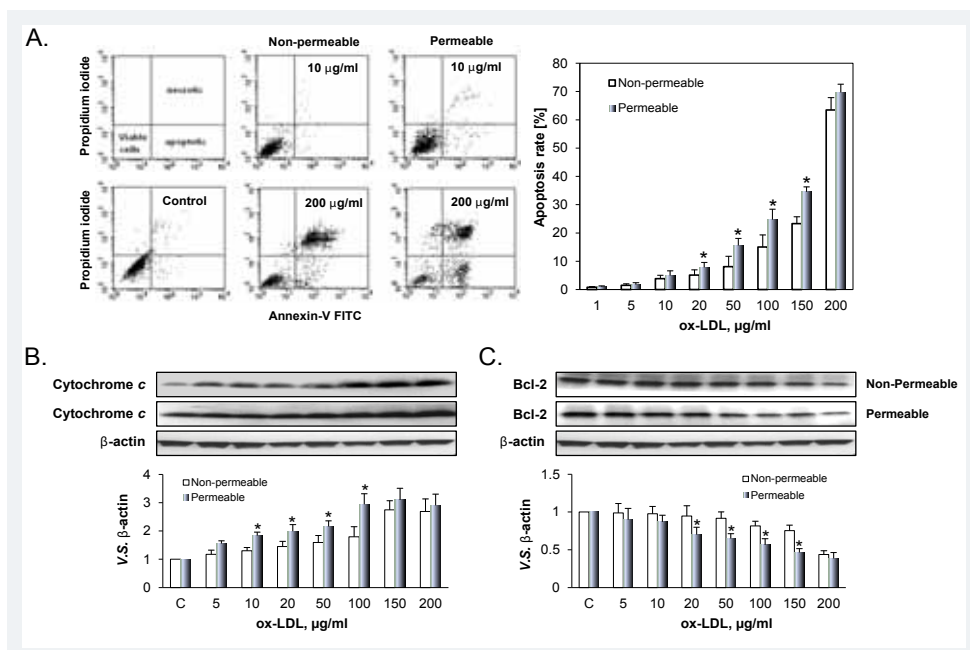 A.
Non-permeable
Permeable
Propidium iodide
Viable
cells
apoptotic
10 µg/ml
10 µg/ml
Propidium iodide
Control
200 µg/ml
200 µg/ml
Annexin-V FITC
Apoptosis rate [%]
80
70
60
50
40
30
20
10
0
Non-permeable
Permeable
*
*
*
*
1 5 10 20 50 100 150 200
ox-LDL, µg/ml
B.
Cytochrome c
Cytochrome c
β-actin
V.S. β-actin
4
3
2
1
0
Non-permeable
Permeable
*
*
*
*
C 5 10 20 50 100 150 200
ox-LDL, µg/ml
C.
Bcl-2 Non-Permeable
Bcl-2 Permeable
β-actin
V.S. β-actin
1.5
1
0.5
0
Non-permeable
Permeable
*
*
*
*
C 5 10 20 50 100 150 200
ox-LDL, µg/ml